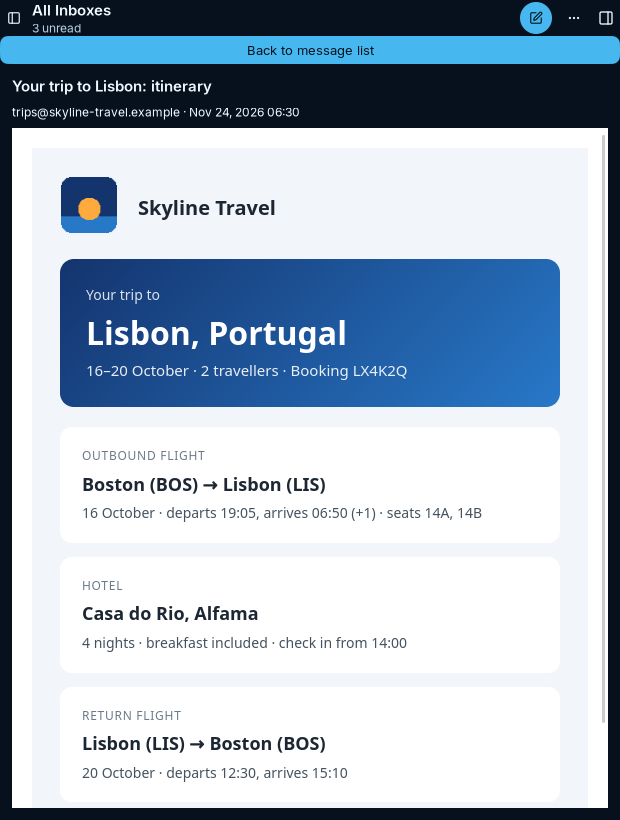 All Inboxes
3 unread
Back to message list
Your trip to Lisbon: itinerary
trips@skyline-travel.example · Nov 24, 2026 06:30
Skyline Travel
Your trip to
Lisbon, Portugal
16–20 October · 2 travellers · Booking LX4K2Q
OUTBOUND FLIGHT
Boston (BOS) → Lisbon (LIS)
16 October · departs 19:05, arrives 06:50 (+1) · seats 14A, 14B
HOTEL
Casa do Rio, Alfama
4 nights · breakfast included · check in from 14:00
RETURN FLIGHT
Lisbon (LIS) → Boston (BOS)
20 October · departs 12:30, arrives 15:10